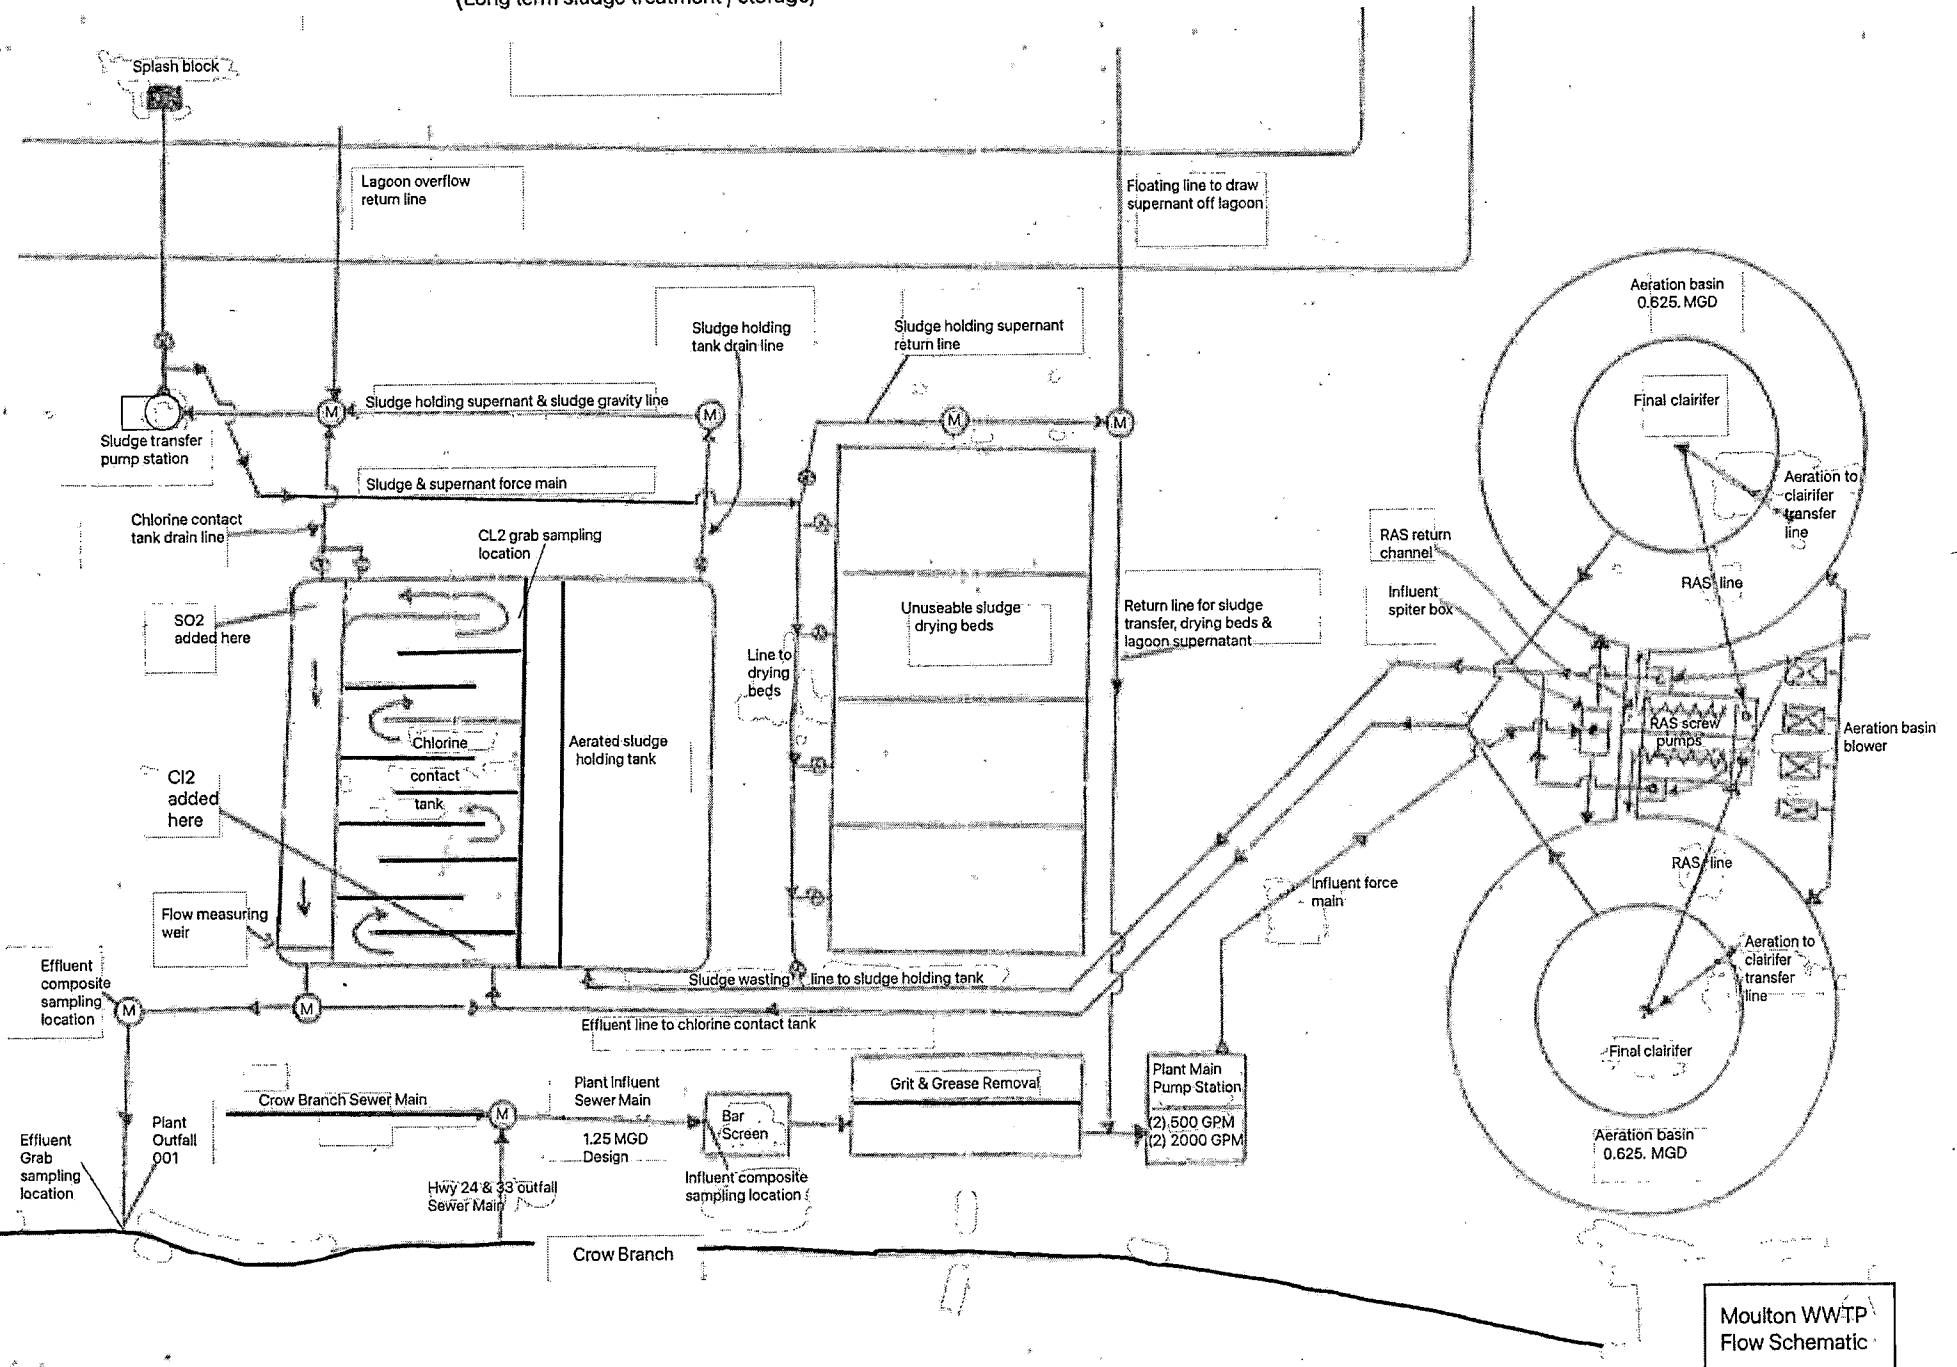 (Long term sludge treatment / storage)
Splash block
Lagoon overflow
return line
Floating line to draw
supernant off lagoon
Aeration basin
0.625. MGD
Sludge holding
tank drain line
Sludge holding supernant
return line
Final clairifer
M
Sludge holding supernant & sludge gravity line
M
M
M
Sludge transfer
pump station
Sludge & supernant force main
Aeration to
clairifer
transfer
line
Chlorine contact
tank drain line
CL2 grab sampling
location
RAS return
channel
RAS line
Influent
spiter box
SO2
added here
Unuseable sludge
drying beds
Return line for sludge
transfer, drying beds &
lagoon supernatant
Line to
drying
beds
Chlorine
contact
tank
Aerated sludge
holding tank
RAS screw
pumps
Aeration basin
blower
Cl2
added
here
RAS line
Influent force
main
Flow measuring
weir
Effluent
composite
sampling
location
Sludge wasting line to sludge holding tank
Aeration to
clairifer
transfer
line
M
M
Effluent line to chlorine contact tank
Final clairifer
Crow Branch Sewer Main
M
Plant Influent
Sewer Main
1.25 MGD
Design
Bar
Screen
Grit & Grease Removal
Plant Main
Pump Station
(2) 500 GPM
(2) 2000 GPM
Aeration basin
0.625. MGD
Effluent
Grab
sampling
location
Plant
Outfall
001
Hwy 24 & 33 outfall
Sewer Main
Influent composite
sampling location
Crow Branch
Moulton WWTP
Flow Schematic